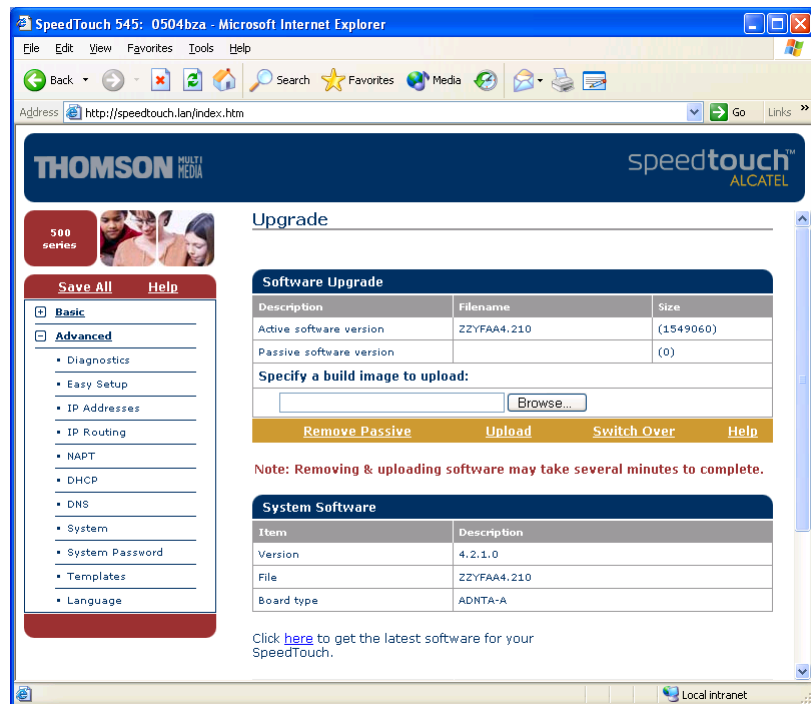 SpeedTouch 545: 0504bza - Microsoft Internet Explorer
File Edit View Favorites Tools Help
Back Search Favorites Media
Address http://speedtouch.lan/index.htm Go Links »
THOMSON MULTI MEDIA
speedtouch™
ALCATEL
500
series
Save All Help
Basic
Advanced
Diagnostics
Easy Setup
IP Addresses
IP Routing
NAPT
DHCP
DNS
System
System Password
Templates
Language
Upgrade
Software Upgrade
Description Filename Size
Active software version ZZYFAA4.210 (1549060)
Passive software version (0)
Specify a build image to upload:
Browse...
Remove Passive Upload Switch Over Help
Note: Removing & uploading software may take several minutes to complete.
System Software
Item Description
Version 4.2.1.0
File ZZYFAA4.210
Board type ADNTA-A
Click here to get the latest software for your
SpeedTouch.
Local intranet